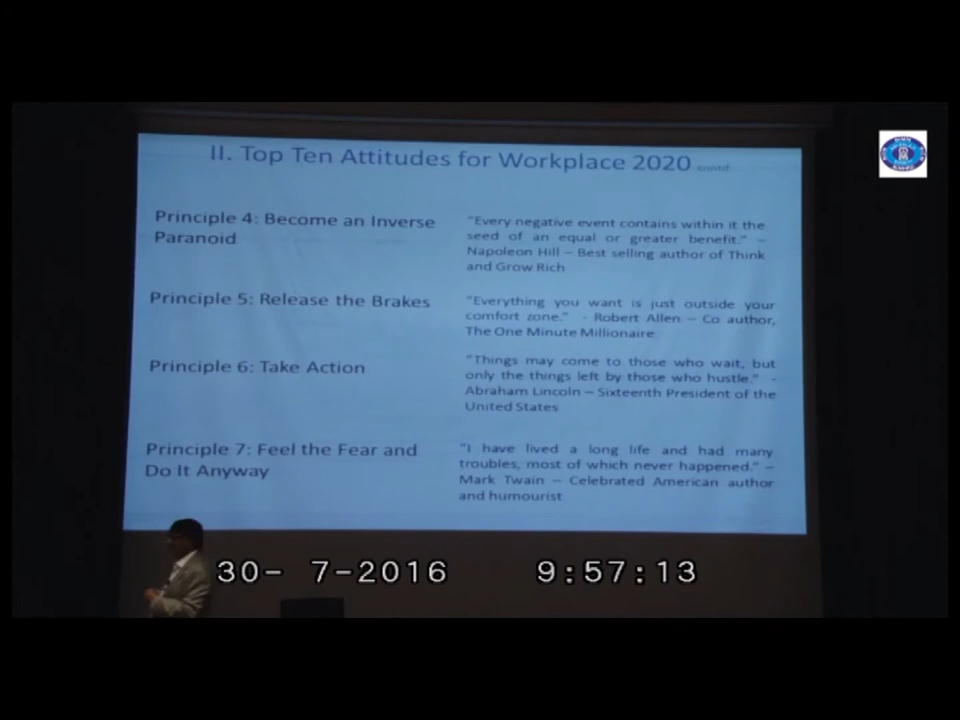 II. Top Ten Attitudes for Workplace 2020 contd.
Principle 4: Become an Inverse
Paranoid
"Every negative event contains within it the
seed of an equal or greater benefit." –
Napoleon Hill – Best selling author of Think
and Grow Rich
Principle 5: Release the Brakes
"Everything you want is just outside your
comfort zone." - Robert Allen – Co author,
The One Minute Millionaire
Principle 6: Take Action
"Things may come to those who wait, but
only the things left by those who hustle." -
Abraham Lincoln – Sixteenth President of the
United States
Principle 7: Feel the Fear and
Do It Anyway
"I have lived a long life and had many
troubles, most of which never happened." –
Mark Twain – Celebrated American author
and humourist
30- 7-2016 9:57:13